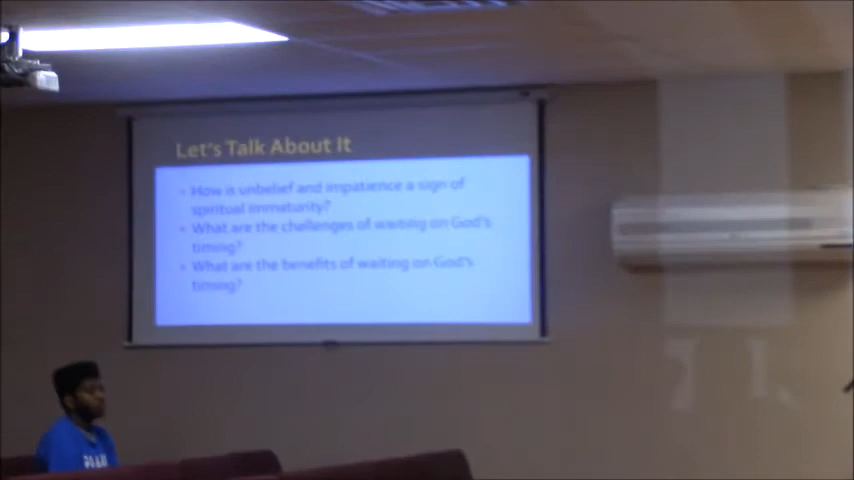 Let's Talk About It
How is unbelief and impatience a sign of
spiritual immaturity?
What are the challenges of waiting on God's
timing?
What are the benefits of waiting on God's
timing?